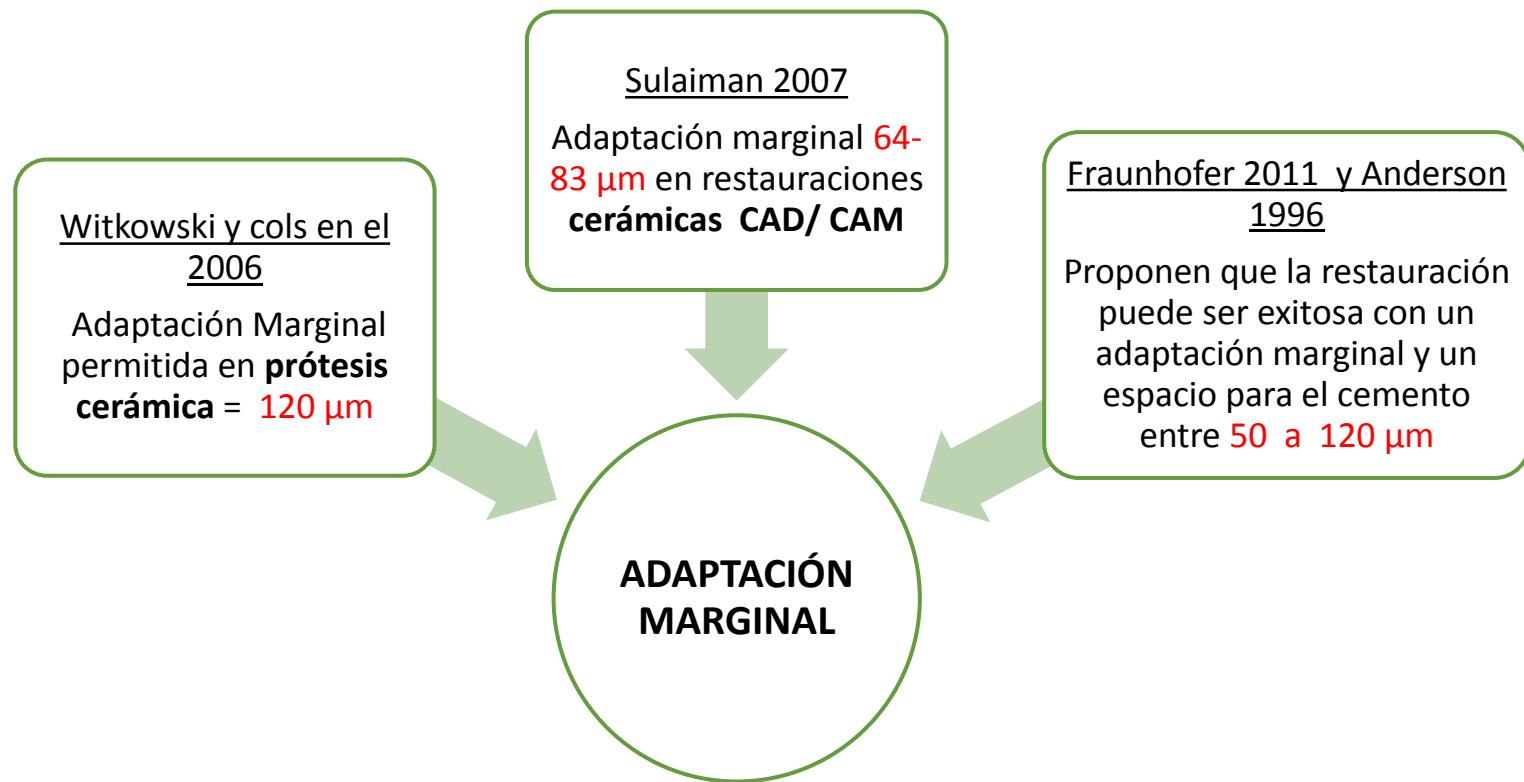 Witkowski y cols en el
2006
Adaptación Marginal
permitida en prótesis
cerámica = 120 µm
Sulaiman 2007
Adaptación marginal 64-
83 µm en restauraciones
cerámicas CAD/ CAM
Fraunhofer 2011 y Anderson
1996
Proponen que la restauración
puede ser exitosa con un
adaptación marginal y un
espacio para el cemento
entre 50 a 120 µm
ADAPTACIÓN
MARGINAL